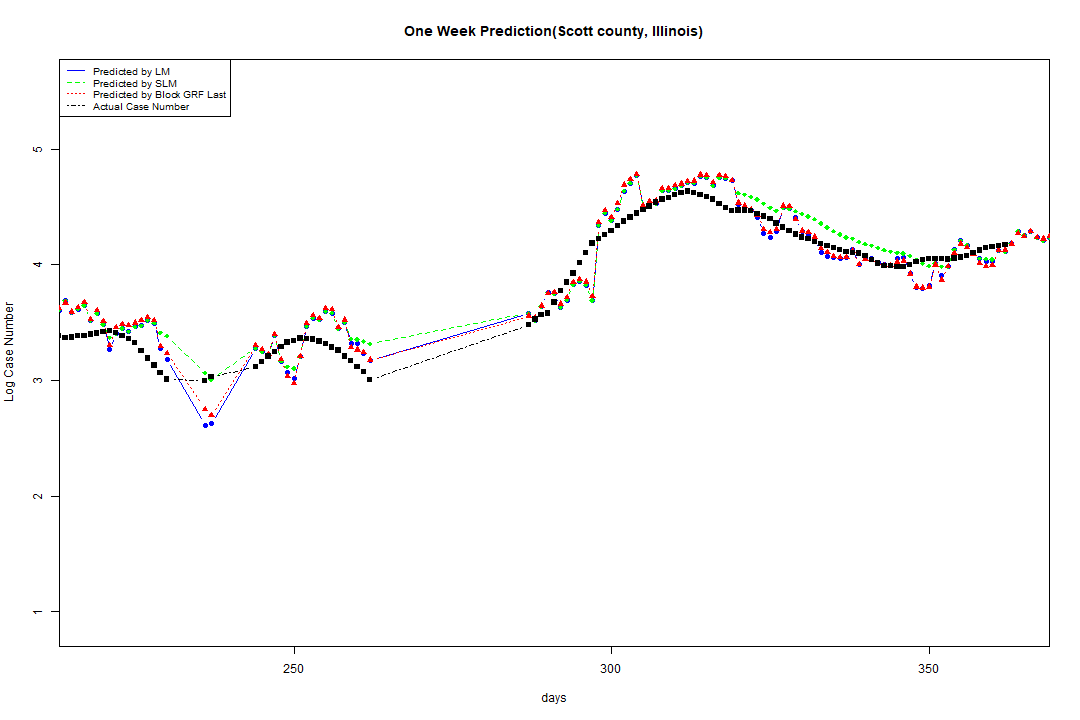 One Week Prediction(Scott county, Illinois)
Predicted by LM
Predicted by SLM
Predicted by Block GRF Last
Actual Case Number
5
4
3
2
1
Log Case Number
250
300
350
days